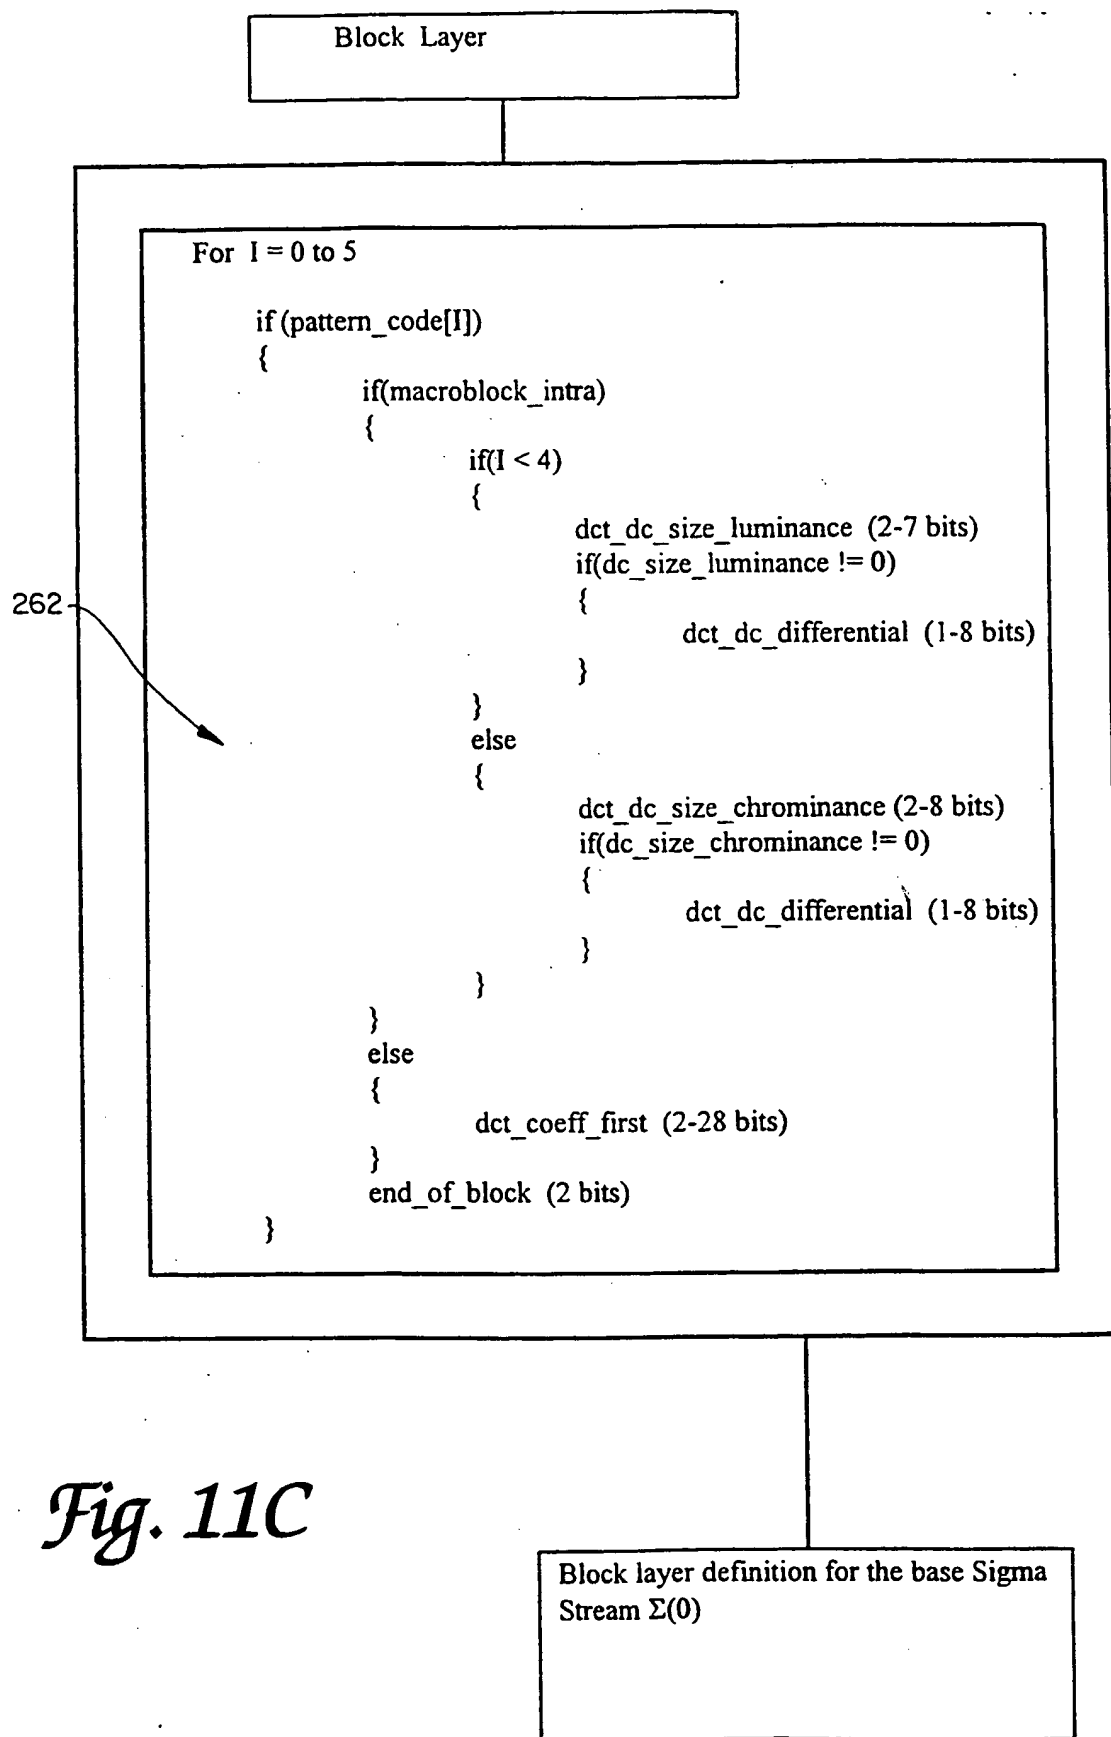 Block Layer
For I = 0 to 5
if (pattern_code[I])
{
if(macroblock_intra)
{
if(I < 4)
{
dct_dc_size_luminance (2-7 bits)
if(dc_size_luminance != 0)
{
dct_dc_differential (1-8 bits)
}
}
else
{
dct_dc_size_chrominance (2-8 bits)
if(dc_size_chrominance != 0)
{
dct_dc_differential (1-8 bits)
}
}
}
else
{
dct_coeff_first (2-28 bits)
}
end_of_block (2 bits)
}
262
Fig. 11C
Block layer definition for the base Sigma
Stream Σ(0)